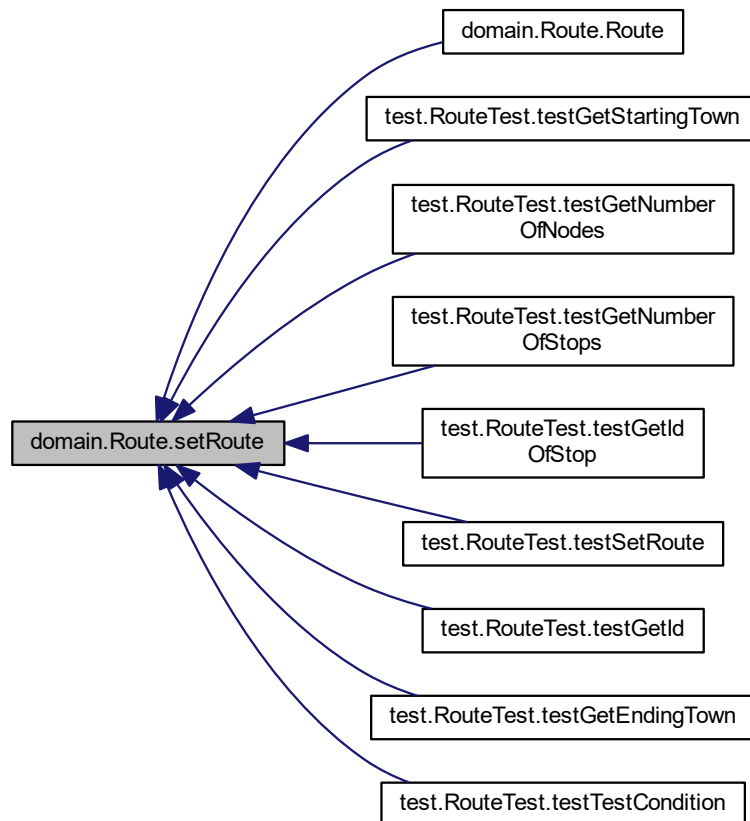 domain.Route.Route
test.RouteTest.testGetStartingTown
test.RouteTest.testGetNumber
OfNodes
test.RouteTest.testGetNumber
OfStops
domain.Route.setRoute
test.RouteTest.testGetId
OfStop
test.RouteTest.testSetRoute
test.RouteTest.testGetId
test.RouteTest.testGetEndingTown
test.RouteTest.testTestCondition